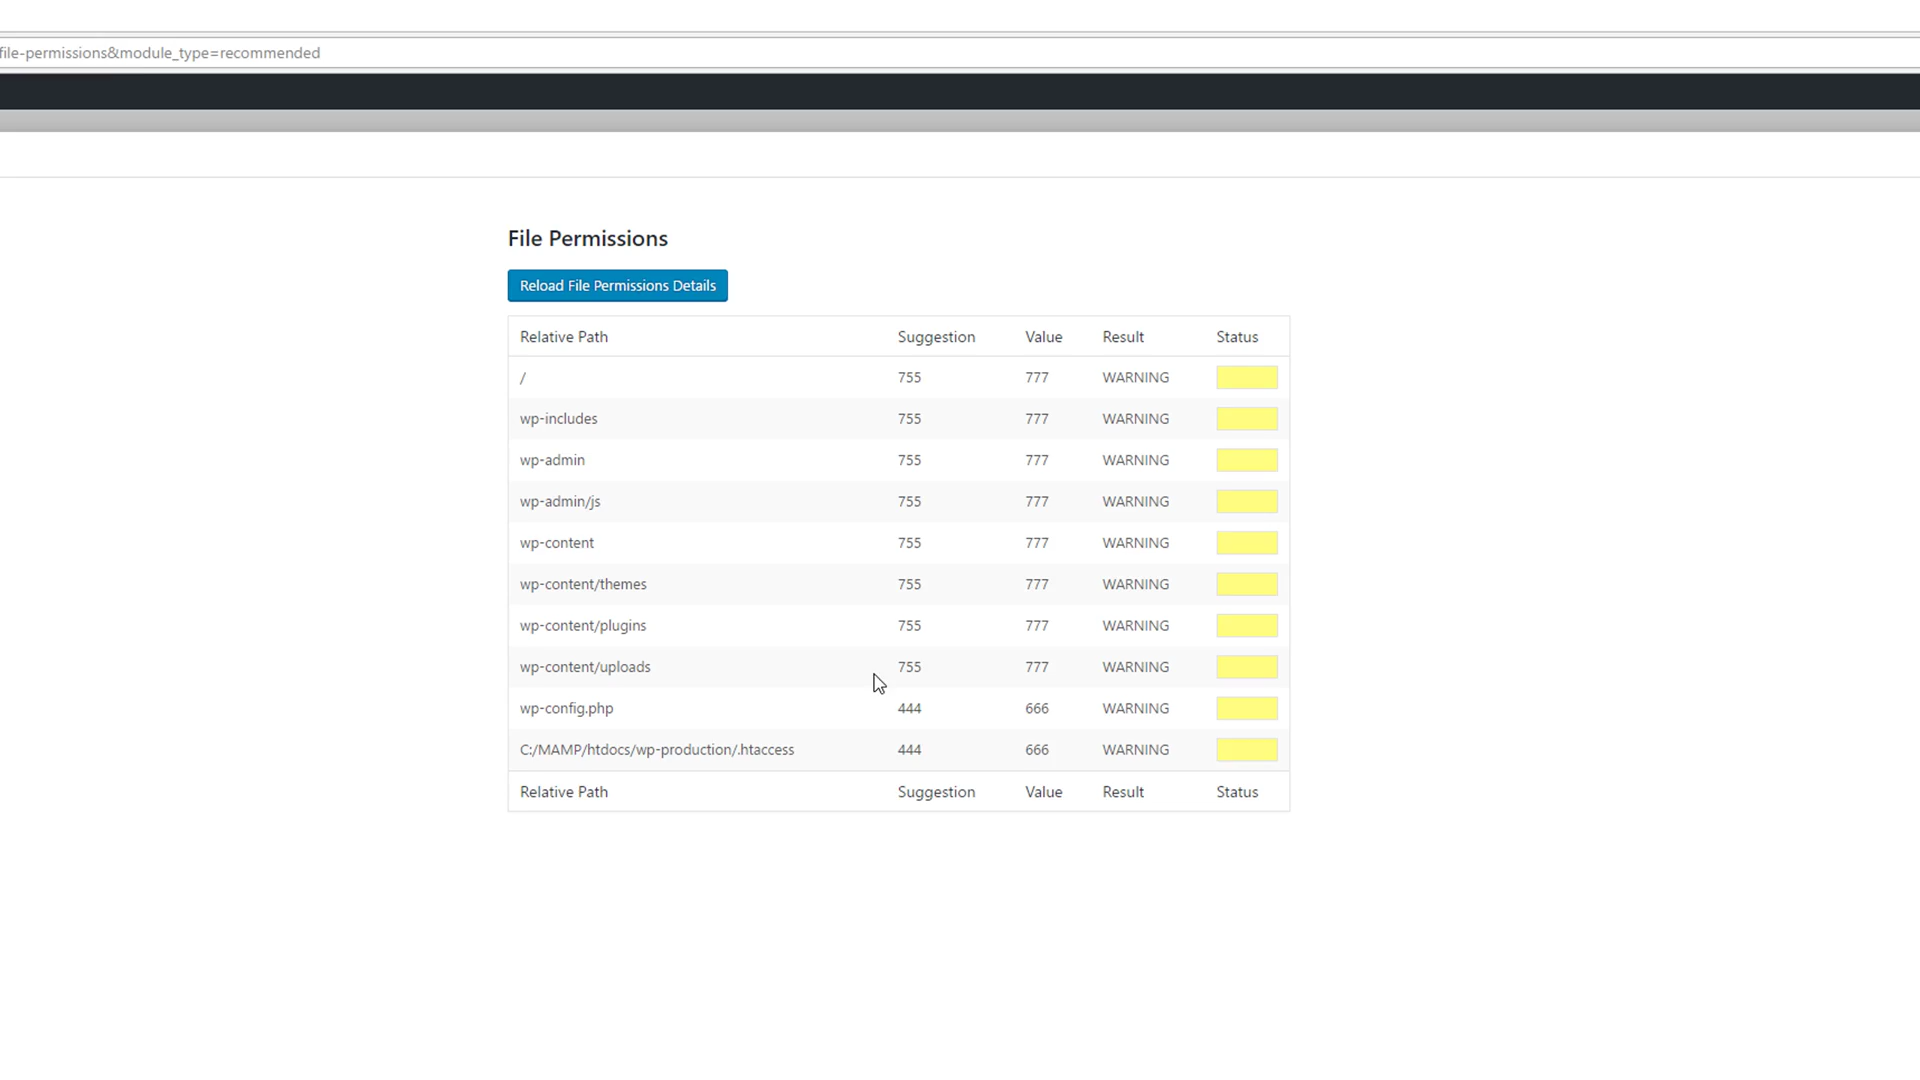 file-permissions&module_type=recommended
File Permissions
Reload File Permissions Details
Relative Path Suggestion Value Result Status
/ 755 777 WARNING
wp-includes 755 777 WARNING
wp-admin 755 777 WARNING
wp-admin/js 755 777 WARNING
wp-content 755 777 WARNING
wp-content/themes 755 777 WARNING
wp-content/plugins 755 777 WARNING
wp-content/uploads 755 777 WARNING
wp-config.php 444 666 WARNING
C:/MAMP/htdocs/wp-production/.htaccess 444 666 WARNING
Relative Path Suggestion Value Result Status